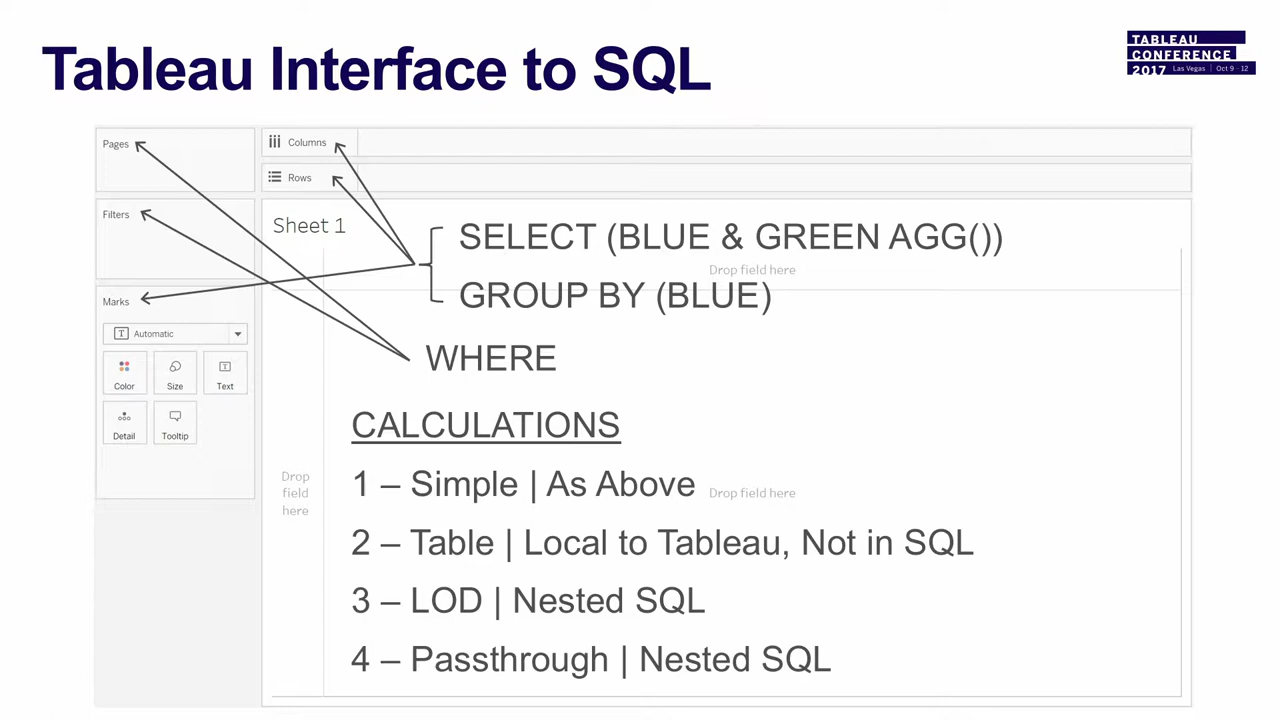 Tableau Interface to SQL
TABLEAU
CONFERENCE
2017 Las Vegas | Oct 9 - 12
Pages
Columns
Rows
Filters
Sheet 1
SELECT (BLUE & GREEN AGG())
Drop field here
GROUP BY (BLUE)
Marks
Automatic
WHERE
Color
Size
Text
Detail
Tooltip
CALCULATIONS
Drop
field
here
1 – Simple | As Above
Drop field here
2 – Table | Local to Tableau, Not in SQL
3 – LOD | Nested SQL
4 – Passthrough | Nested SQL